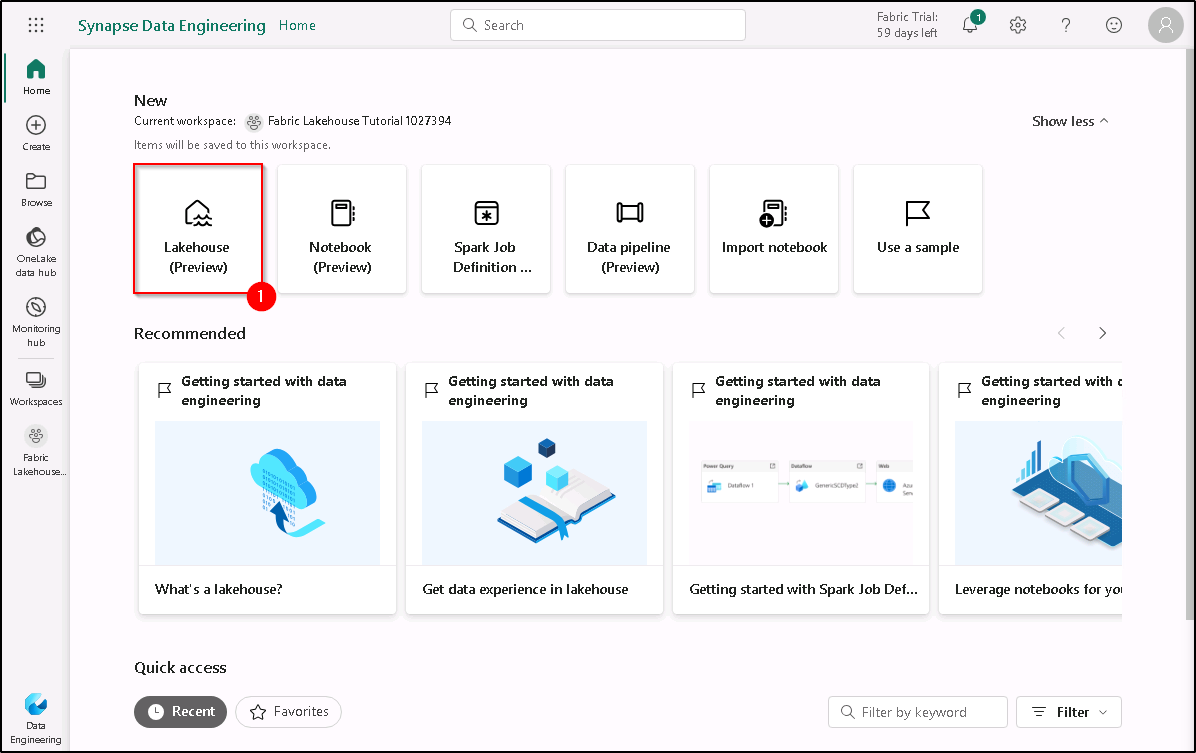 Synapse Data Engineering Home
Search
Fabric Trial:
59 days left
1
?
Home
Create
Browse
OneLake
data hub
Monitoring
hub
Workspaces
Fabric
Lakehouse...
Data
Engineering
New
Current workspace: Fabric Lakehouse Tutorial 1027394
Show less
Items will be saved to this workspace.
Lakehouse
(Preview)
1
Notebook
(Preview)
Spark Job
Definition ...
Data pipeline
(Preview)
Import notebook
Use a sample
Recommended
Getting started with data
engineering
What's a lakehouse?
Getting started with data
engineering
Get data experience in lakehouse
Getting started with data
engineering
Power Query
Dataflow 1
Dataflow
GenericSCDType2
Web
Azu
Serv
Getting started with Spark Job Def...
Getting started with d
engineering
Leverage notebooks for you
Quick access
Recent
Favorites
Filter by keyword
Filter